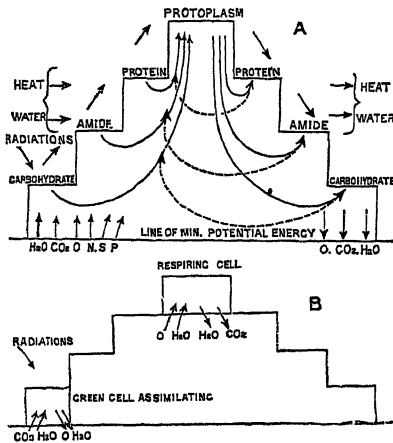 PROTOPLASM
A
PROTEIN
PROTEIN
HEAT
HEAT
WATER
WATER
AMIDE
AMIDE
RADIATIONS
CARBOHYDRATE
CARBOHYDRATE
LINE OF MIN. POTENTIAL ENERGY
H2O CO2 O N.S P
O. CO2. H2O
RESPIRING CELL
B
O H2O H2O CO2
RADIATIONS
GREEN CELL ASSIMILATING
CO2 H2O O H2O